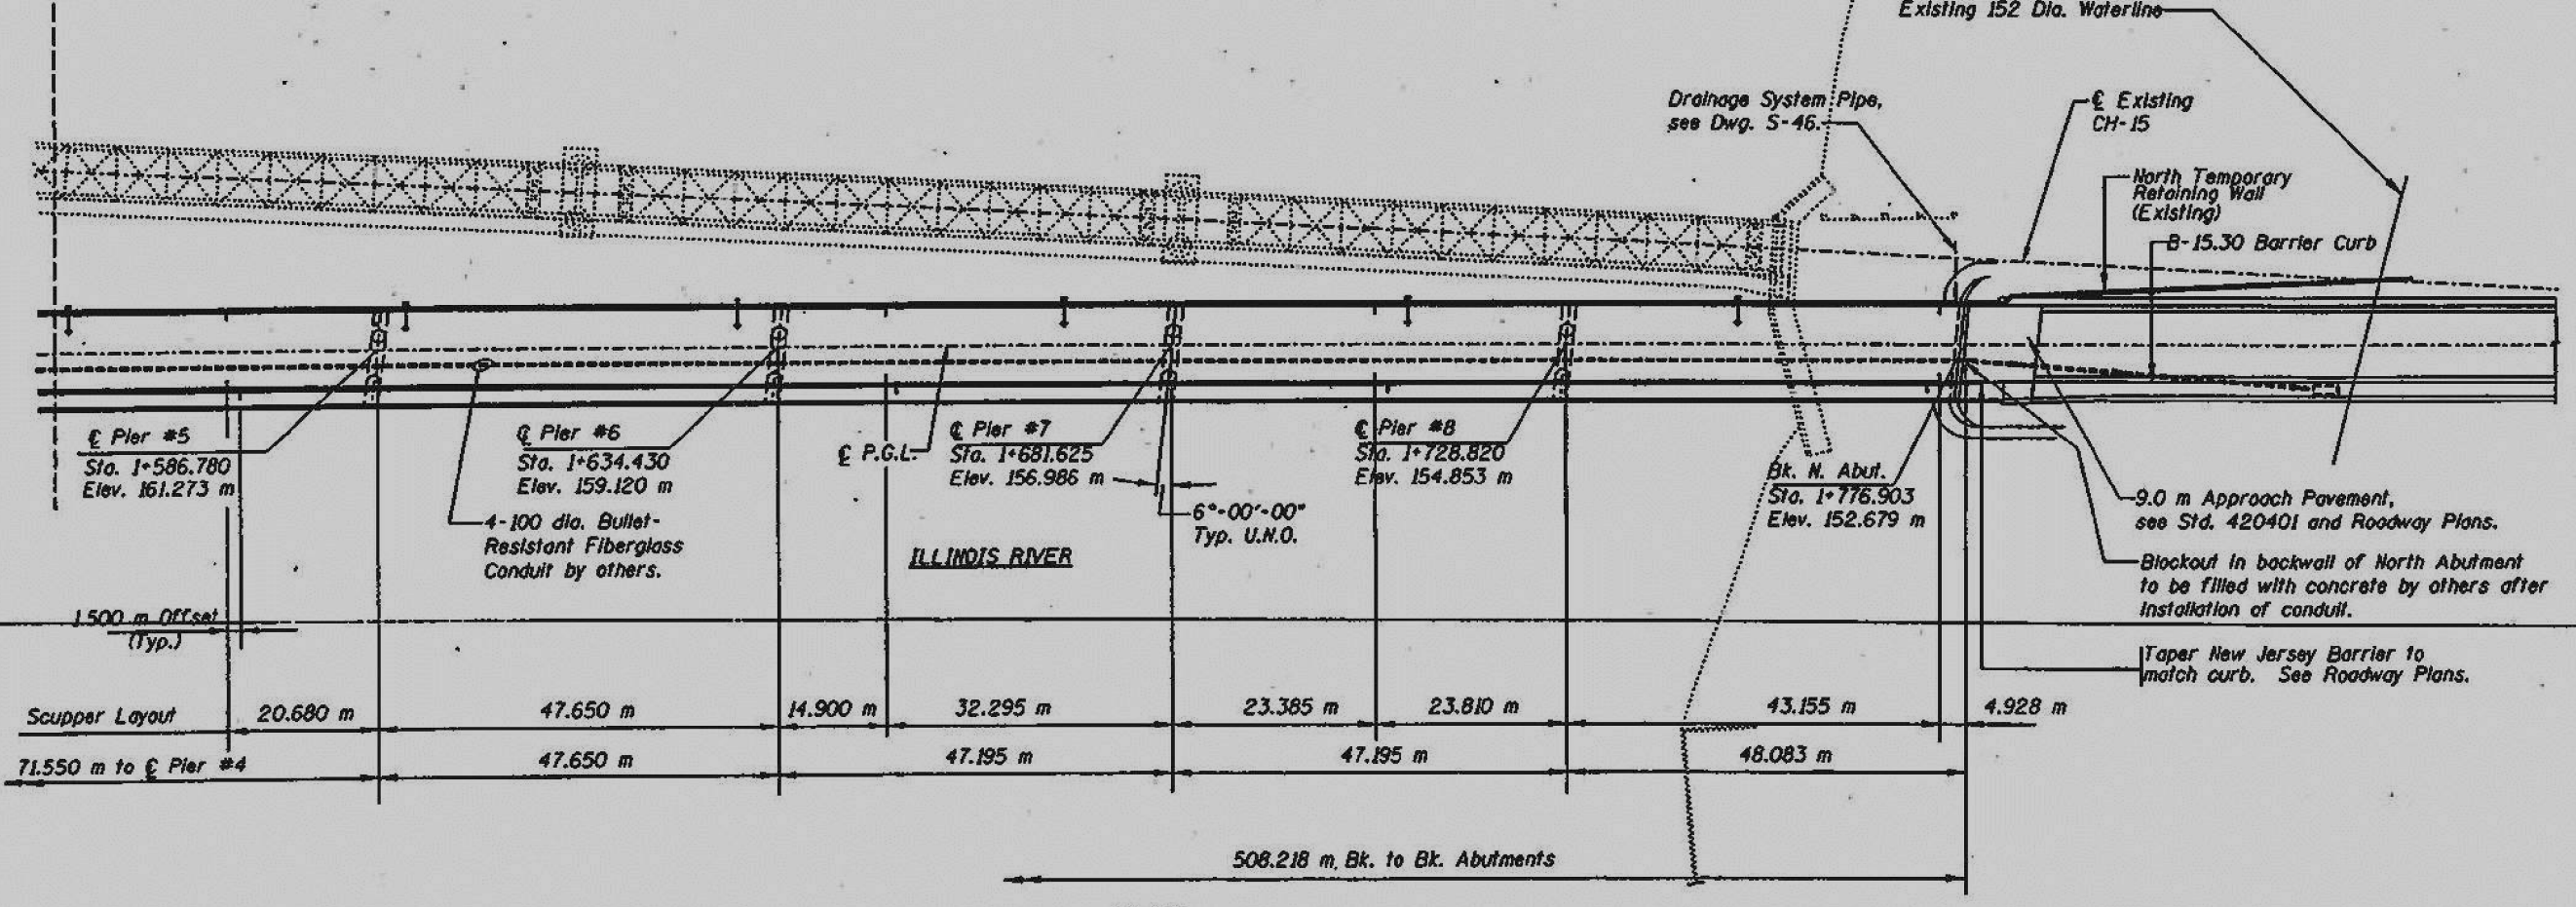 Existing 152 Dia. Waterline
Drainage System Pipe,
see Dwg. S-46.
℄ Existing
CH-15
North Temporary
Retaining Wall
(Existing)
B-15.30 Barrier Curb
℄ Pier #5
Sta. 1+586.780
Elev. 161.273 m
℄ Pier #6
Sta. 1+634.430
Elev. 159.120 m
℄ P.G.L.
℄ Pier #7
Sta. 1+681.625
Elev. 156.986 m
℄ Pier #8
Sta. 1+728.820
Elev. 154.853 m
Bk. N. Abut.
Sta. 1+776.903
Elev. 152.679 m
4-100 dia. Bullet-
Resistant Fiberglass
Conduit by others.
6°-00'-00"
Typ. U.N.O.
ILLINOIS RIVER
9.0 m Approach Pavement,
see Std. 420401 and Roadway Plans.
Blockout in backwall of North Abutment
to be filled with concrete by others after
installation of conduit.
1.500 m Offset
(Typ.)
Taper New Jersey Barrier to
match curb. See Roadway Plans.
Scupper Layout 20.680 m 47.650 m 14.900 m 32.295 m 23.385 m 23.810 m 43.155 m 4.928 m
71.550 m to ℄ Pier #4 47.650 m 47.195 m 47.195 m 48.083 m
508.218 m, Bk. to Bk. Abutments